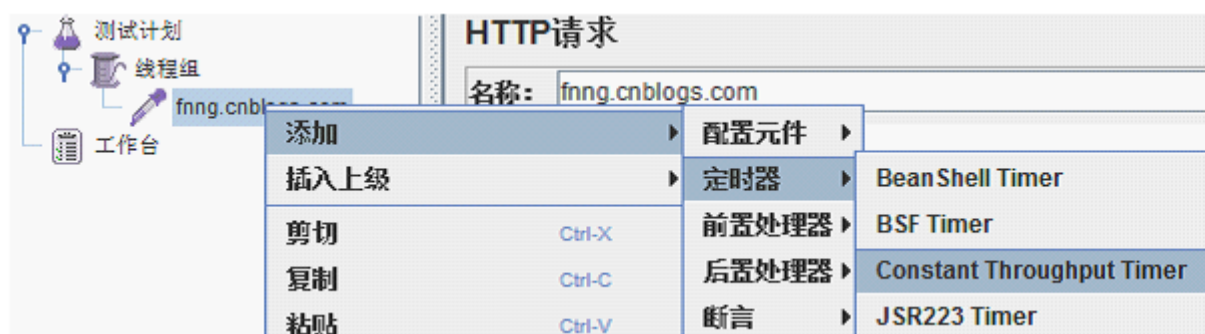 测试计划
线程组
fnng.cnblogs.com
工作台
HTTP请求
名称: fnng.cnblogs.com
添加
插入上级
剪切 Ctrl-X
复制 Ctrl-C
粘贴 Ctrl-V
配置元件
定时器
前置处理器
后置处理器
断言
BeanShell Timer
BSF Timer
Constant Throughput Timer
JSR223 Timer